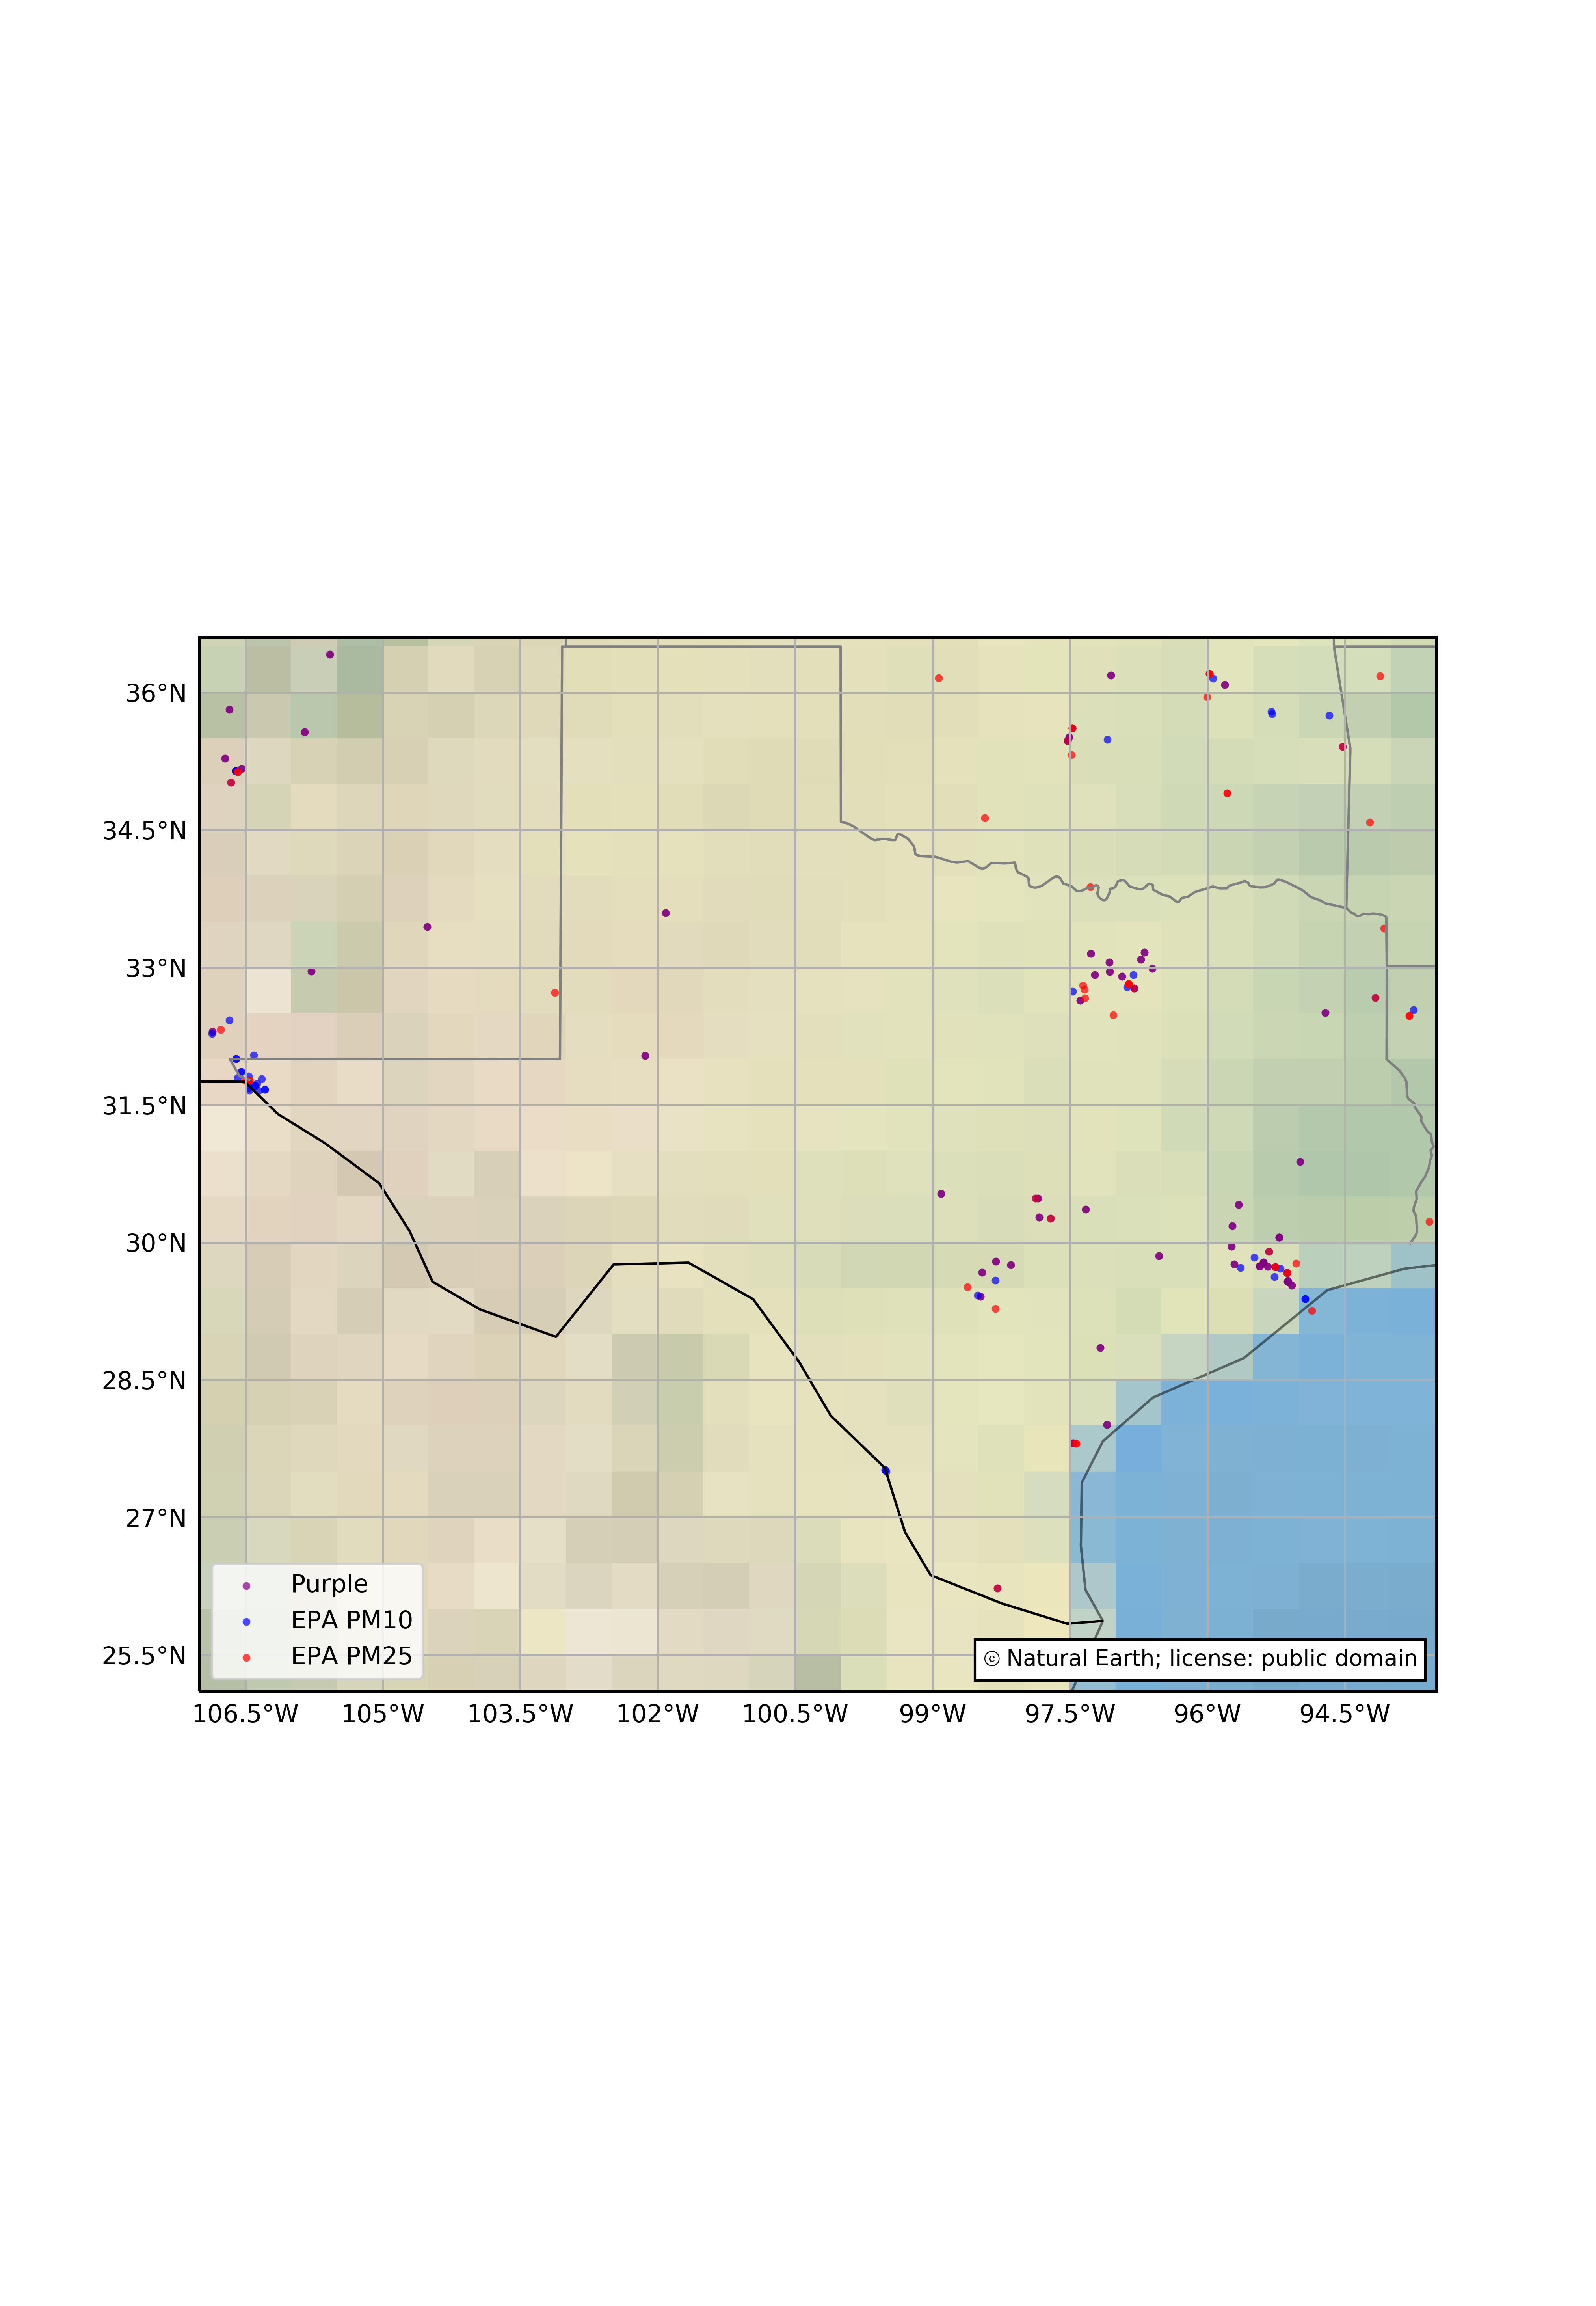 36°N
34.5°N
33°N
31.5°N
30°N
28.5°N
27°N
25.5°N
Purple
EPA PM10
EPA PM25
© Natural Earth; license: public domain
106.5°W 105°W 103.5°W 102°W 100.5°W 99°W 97.5°W 96°W 94.5°W